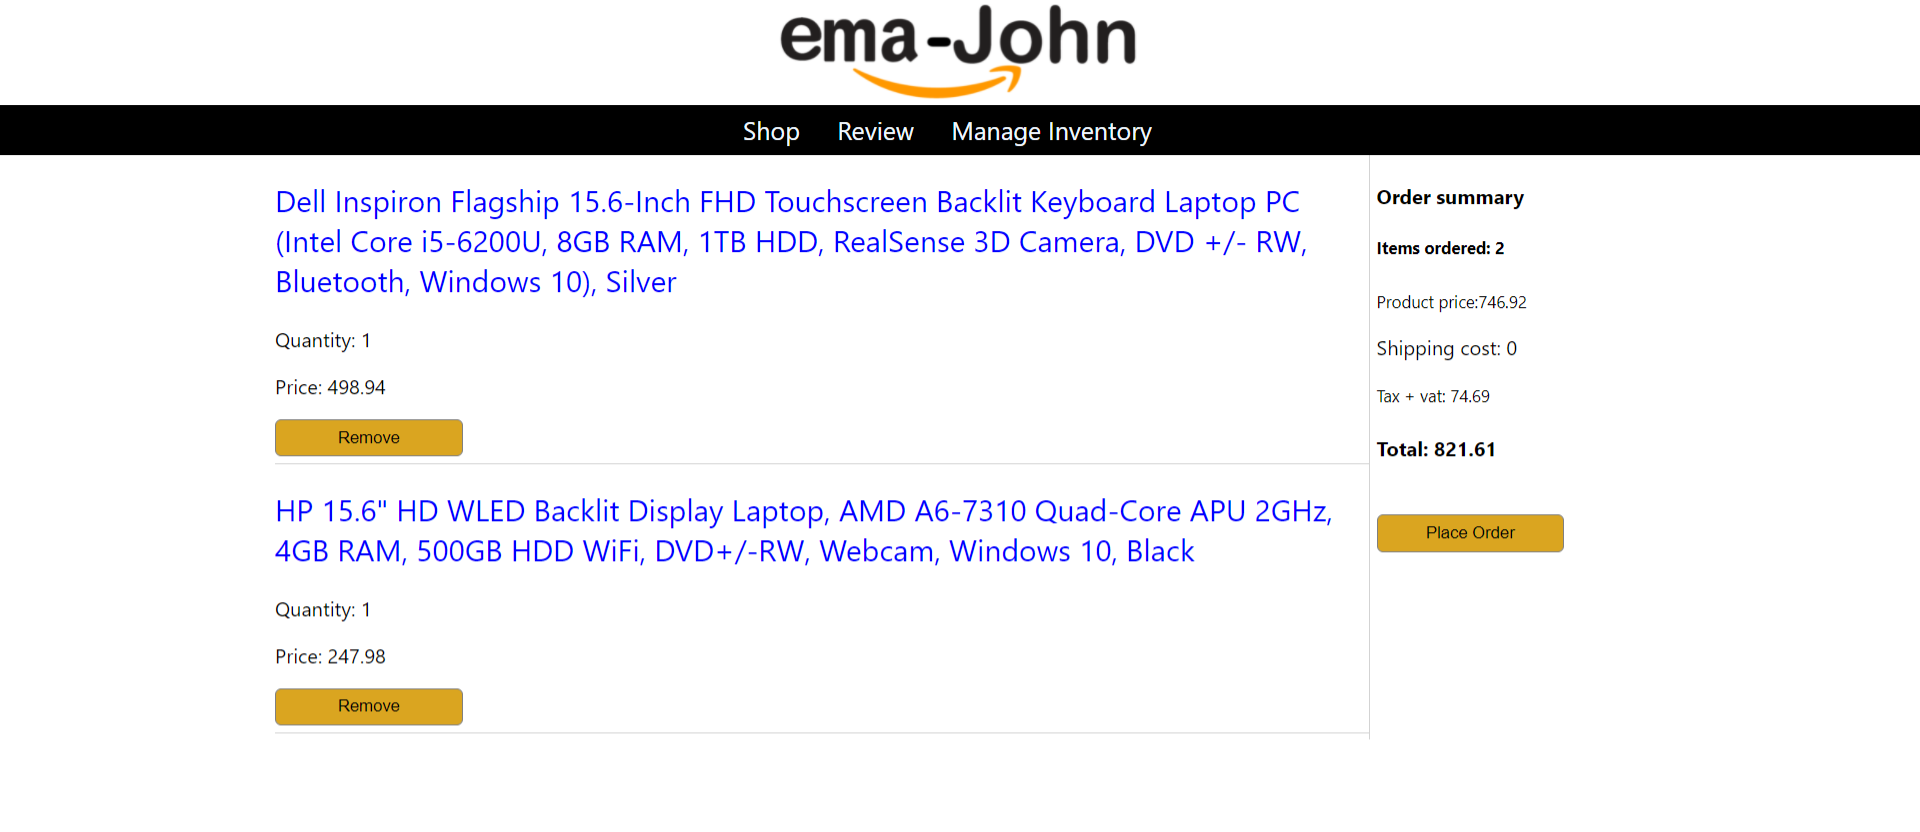 ema-John
Shop Review Manage Inventory
Dell Inspiron Flagship 15.6-Inch FHD Touchscreen Backlit Keyboard Laptop PC
(Intel Core i5-6200U, 8GB RAM, 1TB HDD, RealSense 3D Camera, DVD +/- RW,
Bluetooth, Windows 10), Silver
Quantity: 1
Price: 498.94
Remove
HP 15.6" HD WLED Backlit Display Laptop, AMD A6-7310 Quad-Core APU 2GHz,
4GB RAM, 500GB HDD WiFi, DVD+/-RW, Webcam, Windows 10, Black
Quantity: 1
Price: 247.98
Remove
Order summary
Items ordered: 2
Product price:746.92
Shipping cost: 0
Tax + vat: 74.69
Total: 821.61
Place Order